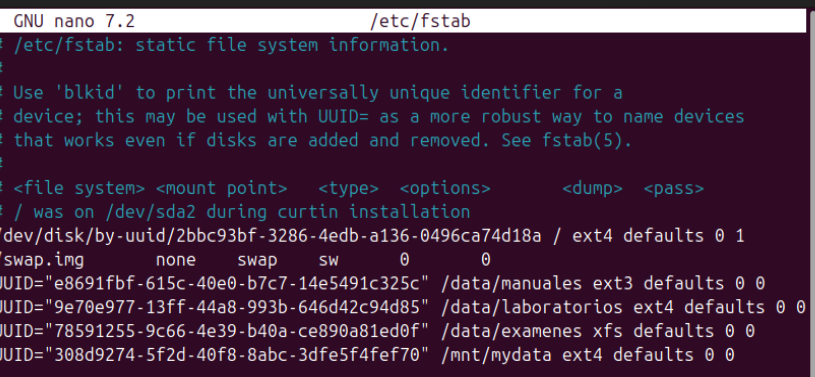 GNU nano 7.2 /etc/fstab
# /etc/fstab: static file system information.
#
# Use 'blkid' to print the universally unique identifier for a
# device; this may be used with UUID= as a more robust way to name devices
# that works even if disks are added and removed. See fstab(5).
#
# <file system> <mount point> <type> <options> <dump> <pass>
# / was on /dev/sda2 during curtin installation
/dev/disk/by-uuid/2bbc93bf-3286-4edb-a136-0496ca74d18a / ext4 defaults 0 1
/swap.img none swap sw 0 0
UUID="e8691fbf-615c-40e0-b7c7-14e5491c325c" /data/manuales ext3 defaults 0 0
UUID="9e70e977-13ff-44a8-993b-646d42c94d85" /data/laboratorios ext4 defaults 0 0
UUID="78591255-9c66-4e39-b40a-ce890a81ed0f" /data/examenes xfs defaults 0 0
UUID="308d9274-5f2d-40f8-8abc-3dfe5f4fef70" /mnt/mydata ext4 defaults 0 0